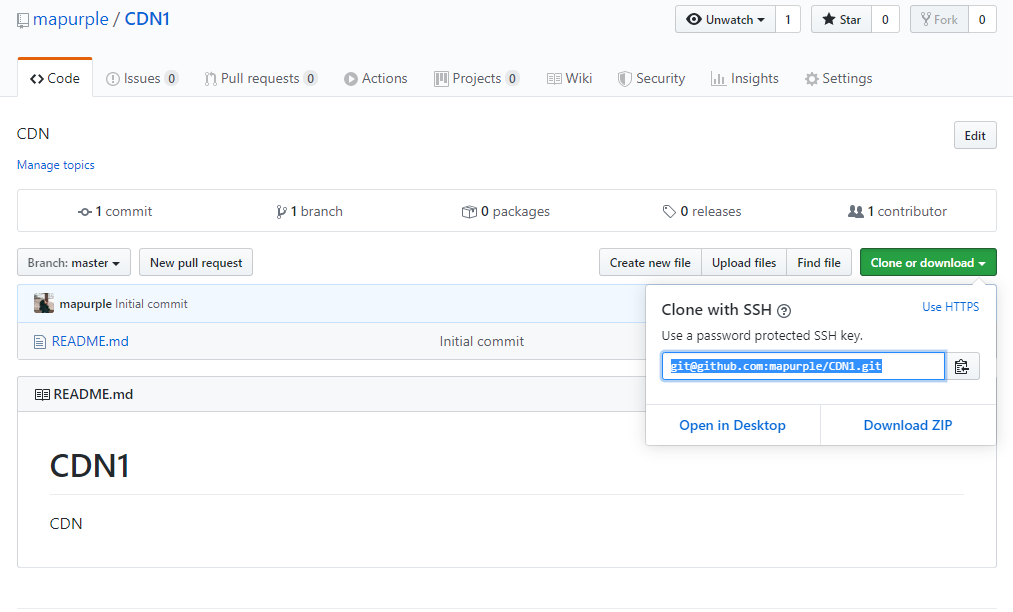 mapurple / CDN1
Unwatch 1
Star 0
Fork 0
Code
Issues 0
Pull requests 0
Actions
Projects 0
Wiki
Security
Insights
Settings
CDN
Edit
Manage topics
1 commit
1 branch
0 packages
0 releases
1 contributor
Branch: master
New pull request
Create new file
Upload files
Find file
Clone or download
mapurple Initial commit
README.md
Initial commit
Clone with SSH
Use HTTPS
Use a password protected SSH key.
git@github.com:mapurple/CDN1.git
Open in Desktop
Download ZIP
README.md
CDN1
CDN